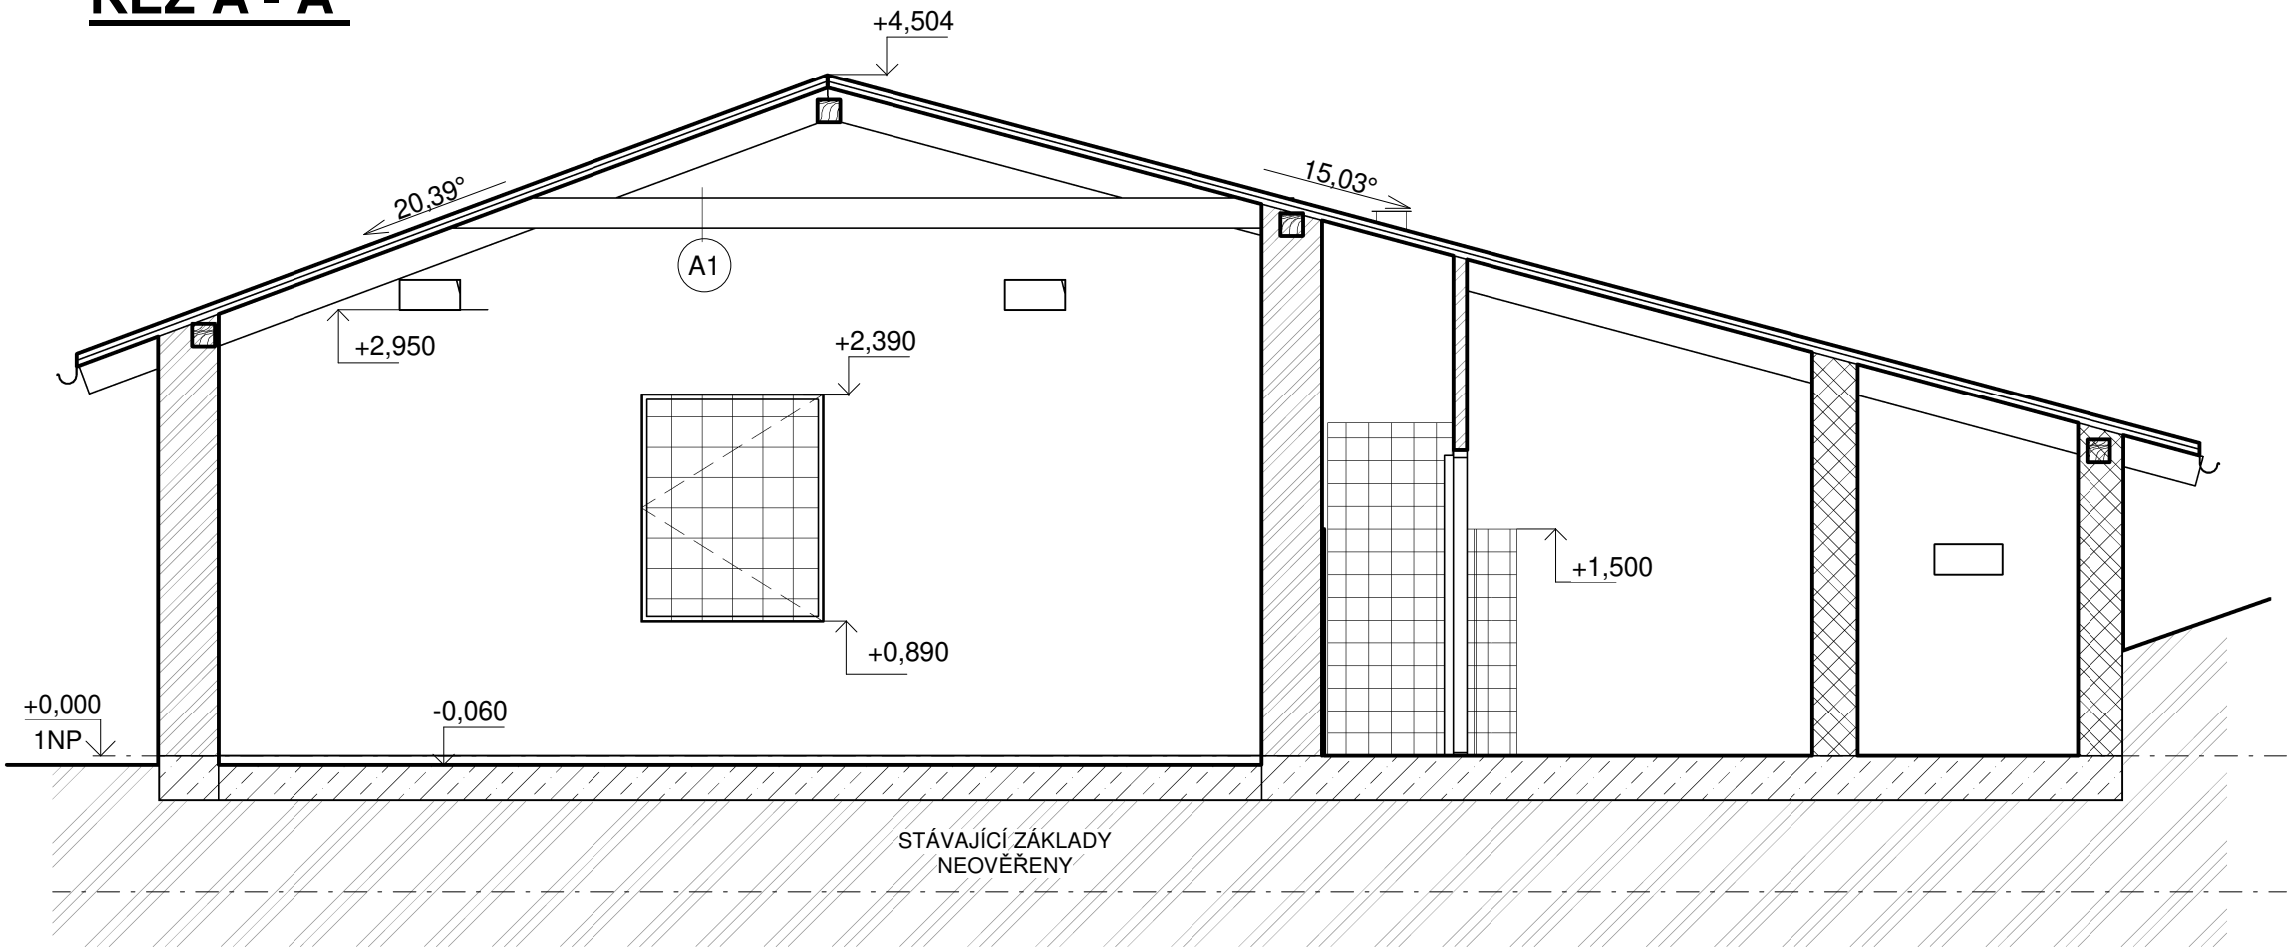 ŘEZ A - A
+4,504
15,03°
20,39°
A1
+2,950
+2,390
+1,500
+0,890
+0,000
1NP
-0,060
STÁVAJÍCÍ ZÁKLADY
NEOVĚŘENY